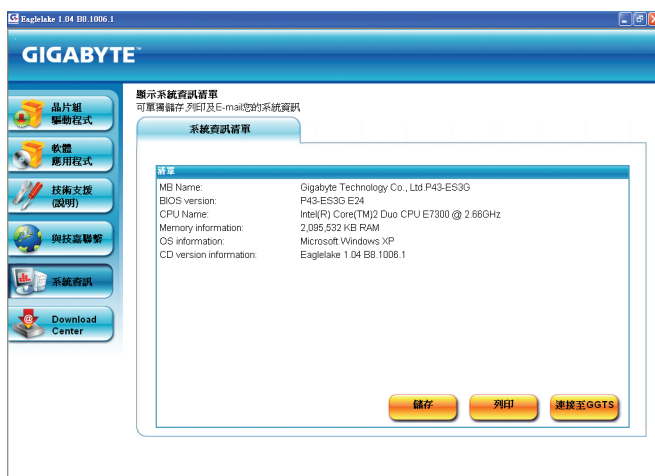 Eaglelake 1.04 B8.1006.1
GIGABYTE™
顯示系統資訊清單
可單獨儲存,列印及E-mail您的系統資訊
系統資訊清單
晶片組
驅動程式
軟體
應用程式
技術支援
(說明)
與技嘉聯繫
系統資訊
Download
Center
清單
MB Name: Gigabyte Technology Co., Ltd.P43-ES3G
BIOS version: P43-ES3G E24
CPU Name: Intel(R) Core(TM)2 Duo CPU E7300 @ 2.66GHz
Memory information: 2,095,532 KB RAM
OS information: Microsoft Windows XP
CD version information: Eaglelake 1.04 B8.1006.1
儲存
列印
連接至GGTS